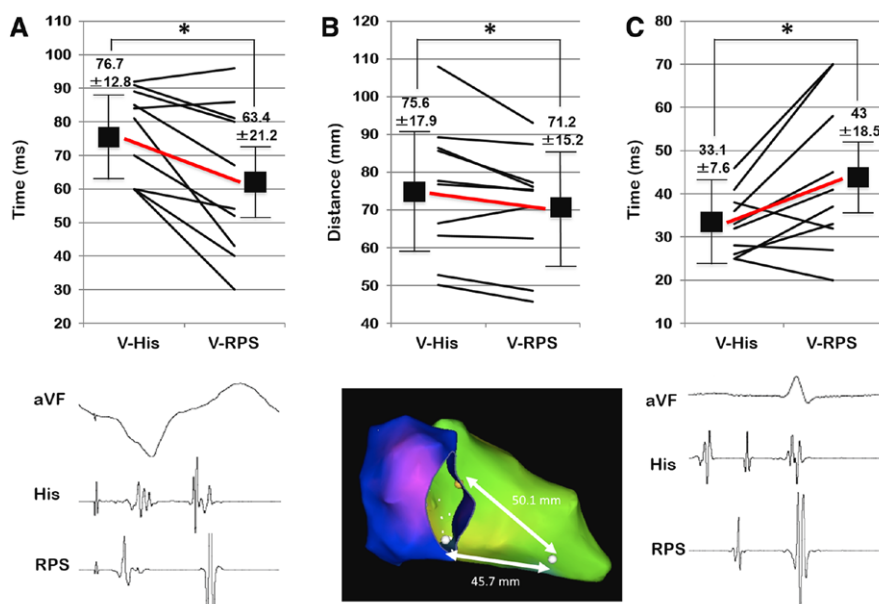 A
Time (ms)
110
100
90
80
70
60
50
40
30
20
*
76.7
±12.8
63.4
±21.2
V-His
V-RPS
B
Distance (mm)
120
110
100
90
80
70
60
50
40
*
75.6
±17.9
71.2
±15.2
V-His
V-RPS
C
Time (ms)
80
70
60
50
40
30
20
10
*
33.1
±7.6
43
±18.5
V-His
V-RPS
aVF
His
RPS
50.1 mm
45.7 mm
aVF
His
RPS